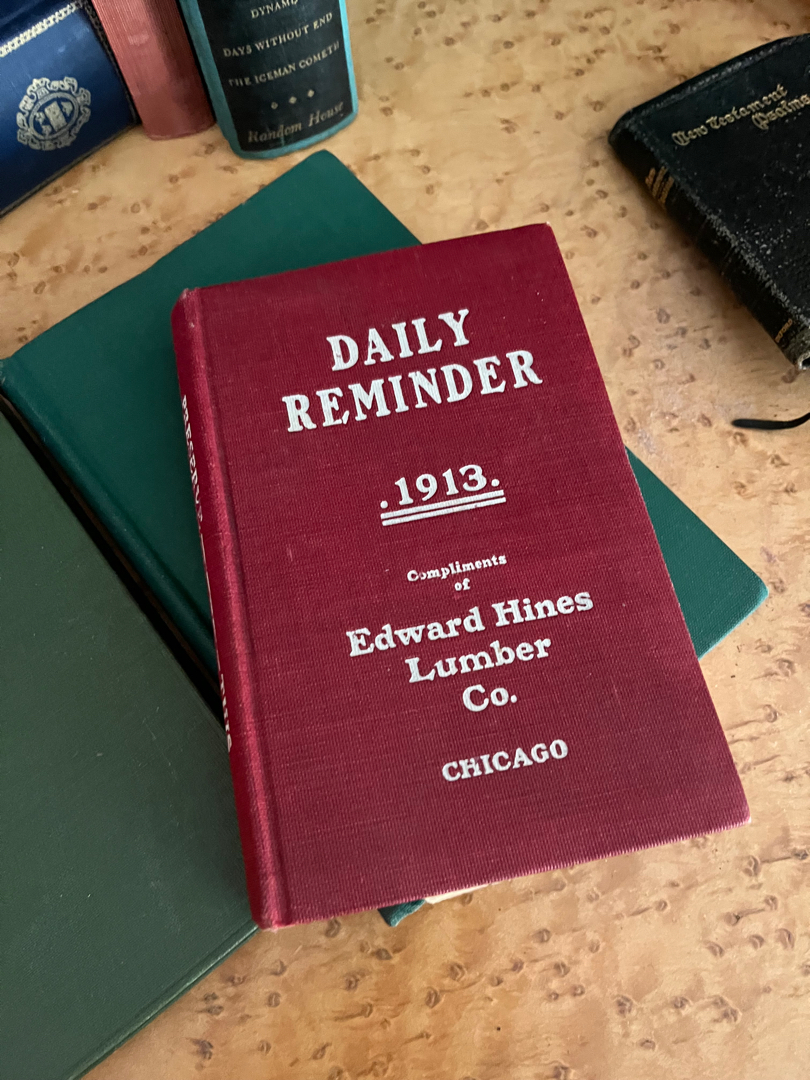 DYNAMO
DAYS WITHOUT END
THE ICEMAN COMETH
Random House
New Testament
Psalms
DAILY
REMINDER
.1913.
Compliments
of
Edward Hines
Lumber
Co.
CHICAGO